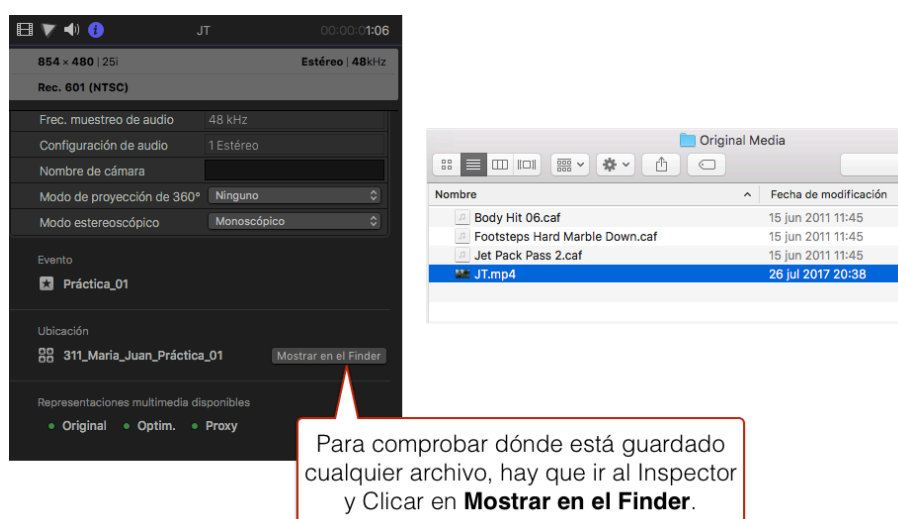 JT 00:00:01:06
854 × 480 | 25i Estéreo | 48kHz
Rec. 601 (NTSC)
Frec. muestreo de audio 48 kHz
Configuración de audio 1 Estéreo
Nombre de cámara
Modo de proyección de 360° Ninguno
Modo estereoscópico Monoscópico
Evento
Práctica_01
Ubicación
311_Maria_Juan_Práctica_01 Mostrar en el Finder
Representaciones multimedia disponibles
Original Optim. Proxy
Original Media
Nombre Fecha de modificación
Body Hit 06.caf 15 jun 2011 11:45
Footsteps Hard Marble Down.caf 15 jun 2011 11:45
Jet Pack Pass 2.caf 15 jun 2011 11:45
JT.mp4 26 jul 2017 20:38
Para comprobar dónde está guardado
cualquier archivo, hay que ir al Inspector
y Clicar en Mostrar en el Finder.